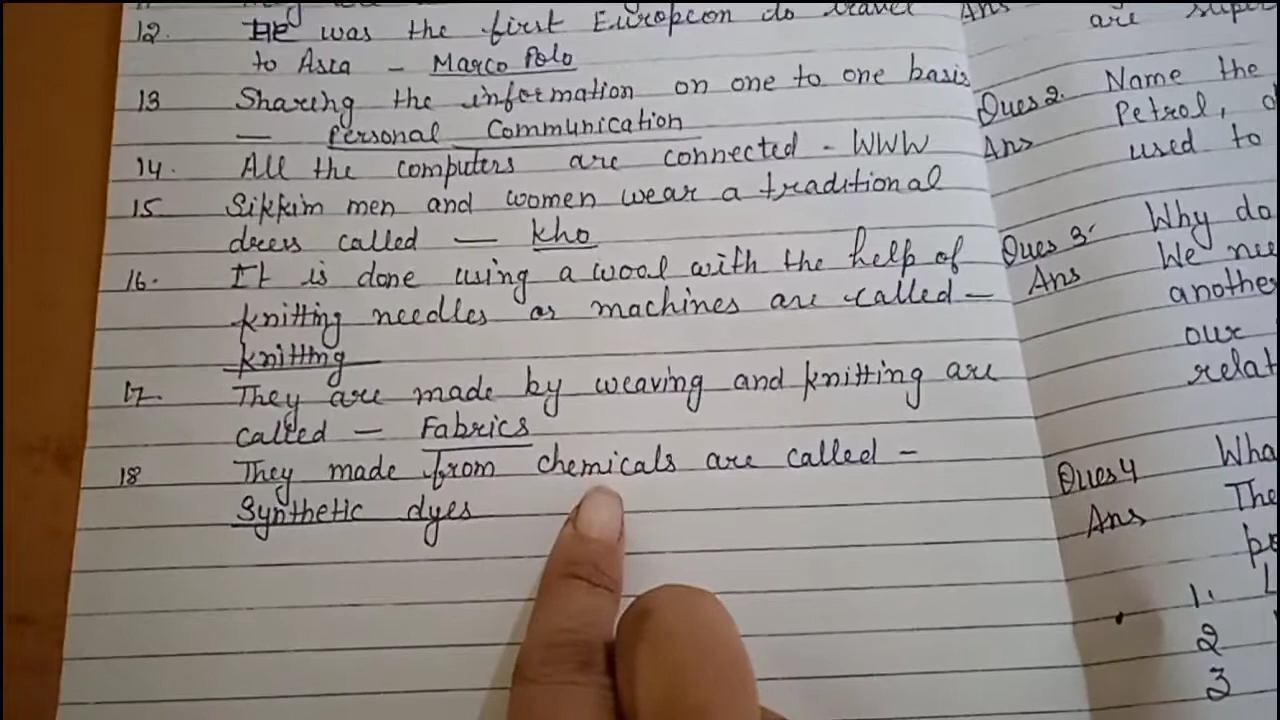 12. He was the first Europeon do travel
to Asia - Marco Polo
13 Sharing the information on one to one basis
— Personal Communication
14. All the computers are connected - WWW
15 Sikkim men and women wear a traditional
dress called — Kho
16. It is done using a wool with the help of
knitting needles or machines are called -
knitting
17. They are made by weaving and knitting are
called — Fabrics
18 They made from chemicals are called -
Synthetic dyes
Ans
are
Ques 2. Name the
Petrol,
Ans used to
Ques 3. Why do
Ans We
our
Ques 4
Ans The
1.
2
3